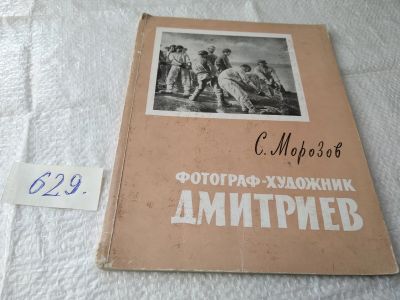 С. Морозов
ФОТОГРАФ-ХУДОЖНИК
ДМИТРИЕВ
629.